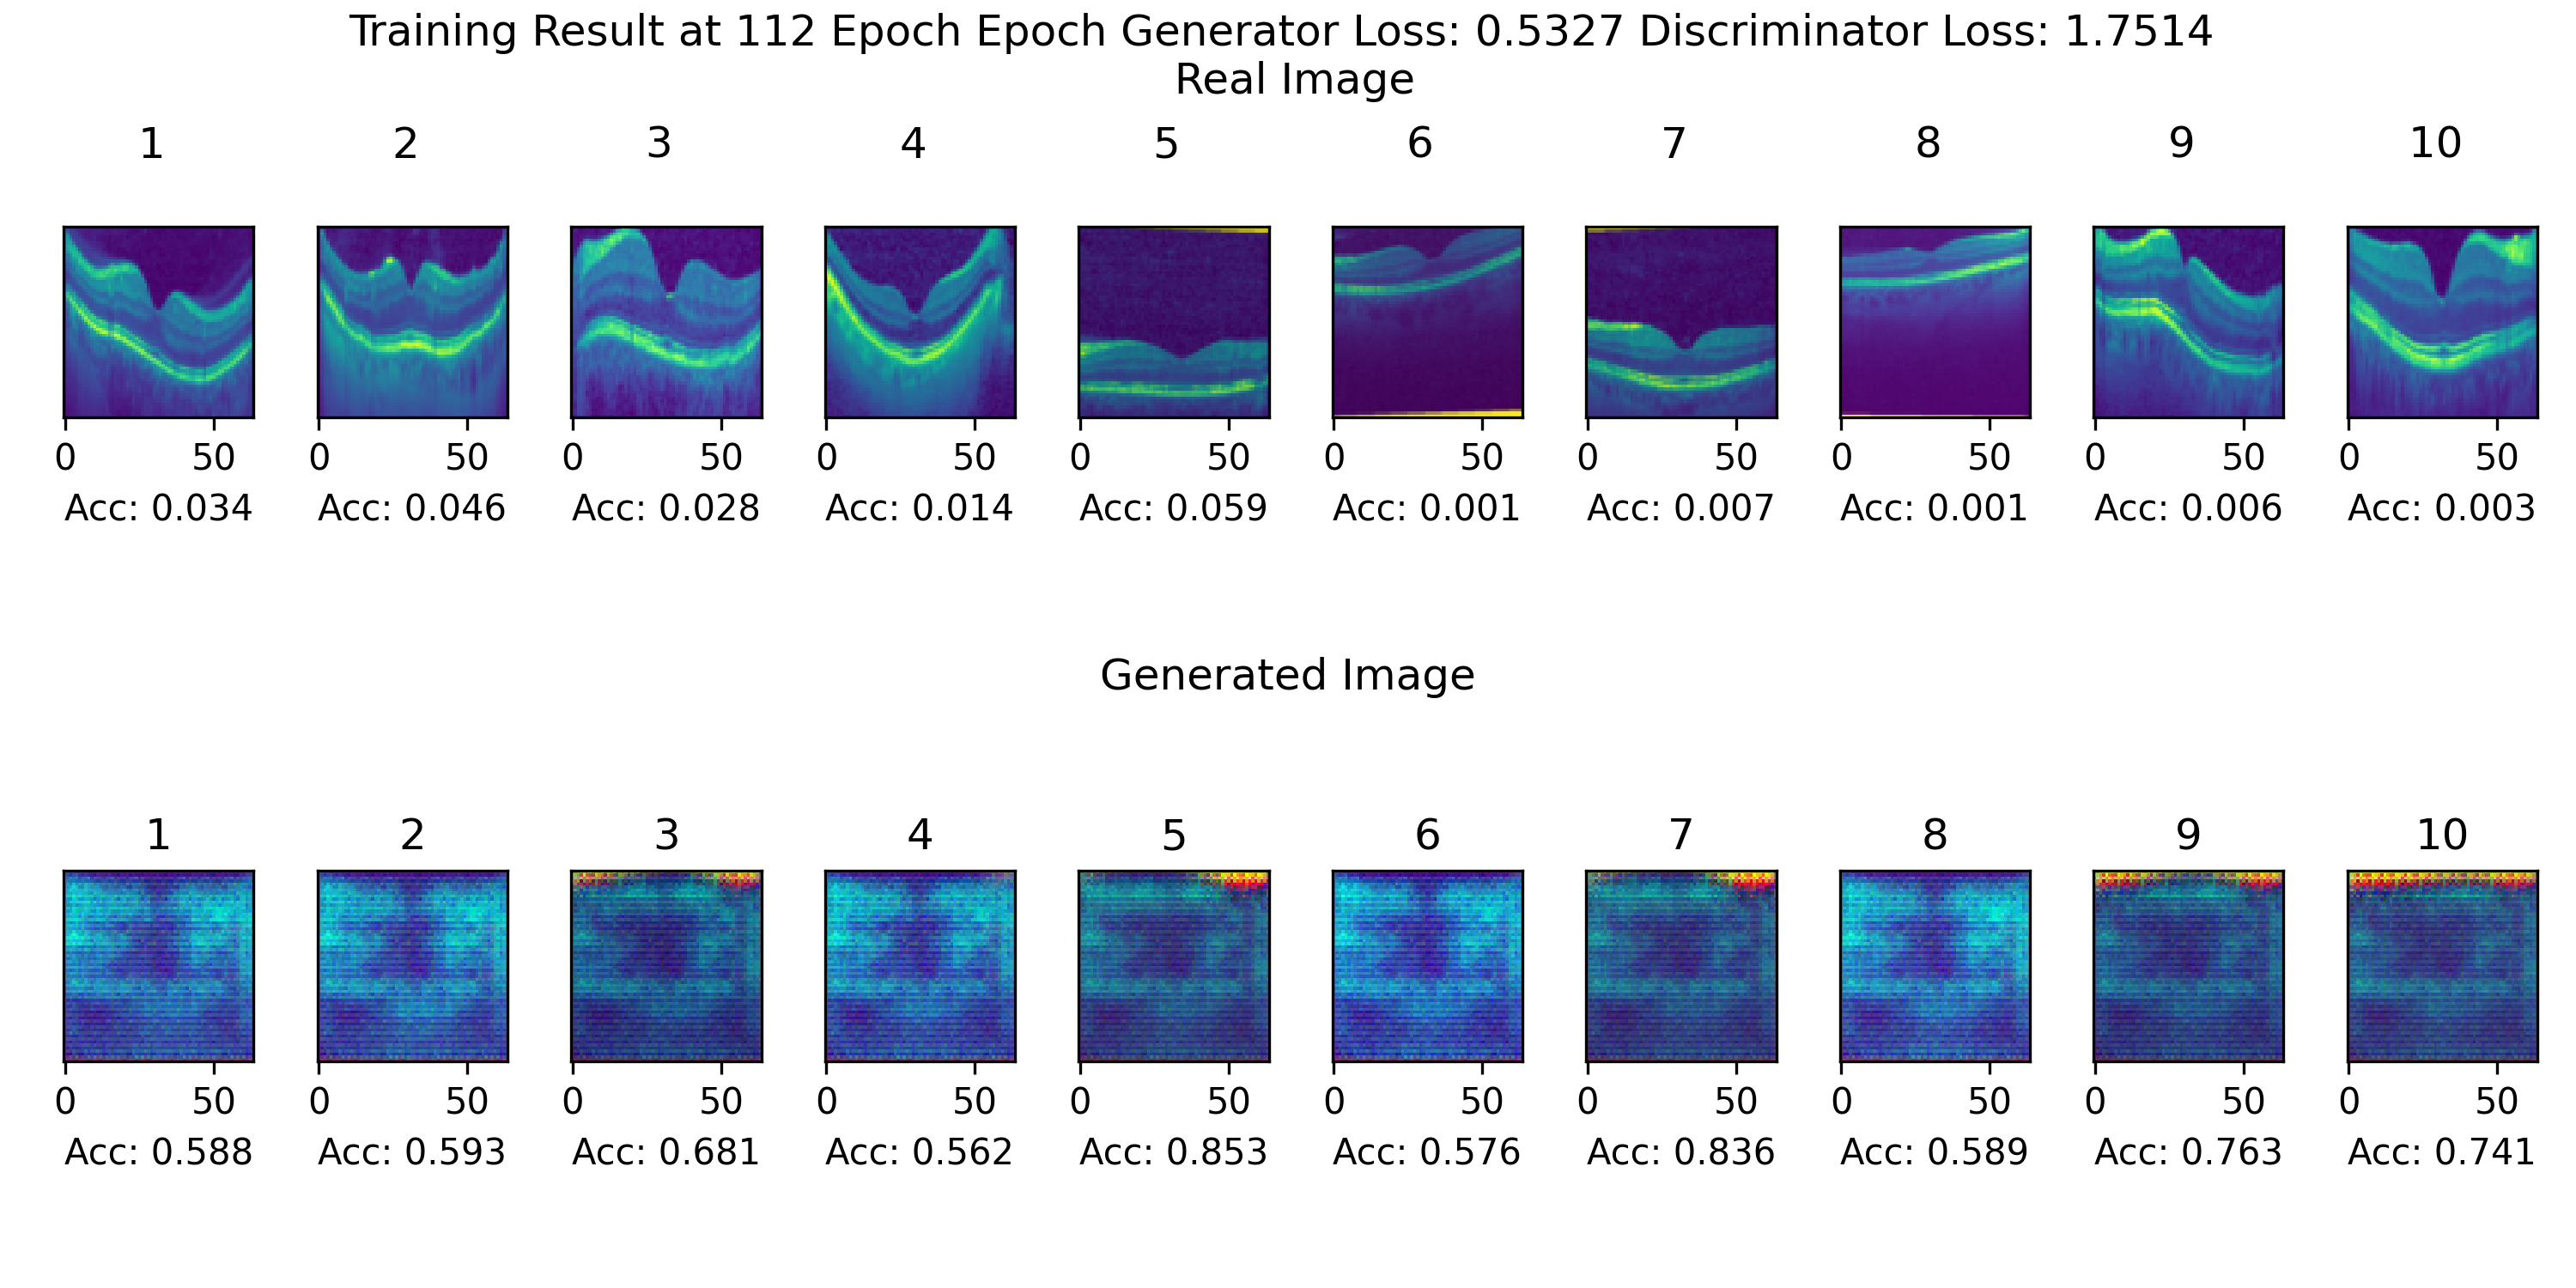 Training Result at 112 Epoch Epoch Generator Loss: 0.5327 Discriminator Loss: 1.7514
Real Image
1 2 3 4 5 6 7 8 9 10
0 50 0 50 0 50 0 50 0 50 0 50 0 50 0 50 0 50 0 50
Acc: 0.034 Acc: 0.046 Acc: 0.028 Acc: 0.014 Acc: 0.059 Acc: 0.001 Acc: 0.007 Acc: 0.001 Acc: 0.006 Acc: 0.003
Generated Image
1 2 3 4 5 6 7 8 9 10
0 50 0 50 0 50 0 50 0 50 0 50 0 50 0 50 0 50 0 50
Acc: 0.588 Acc: 0.593 Acc: 0.681 Acc: 0.562 Acc: 0.853 Acc: 0.576 Acc: 0.836 Acc: 0.589 Acc: 0.763 Acc: 0.741